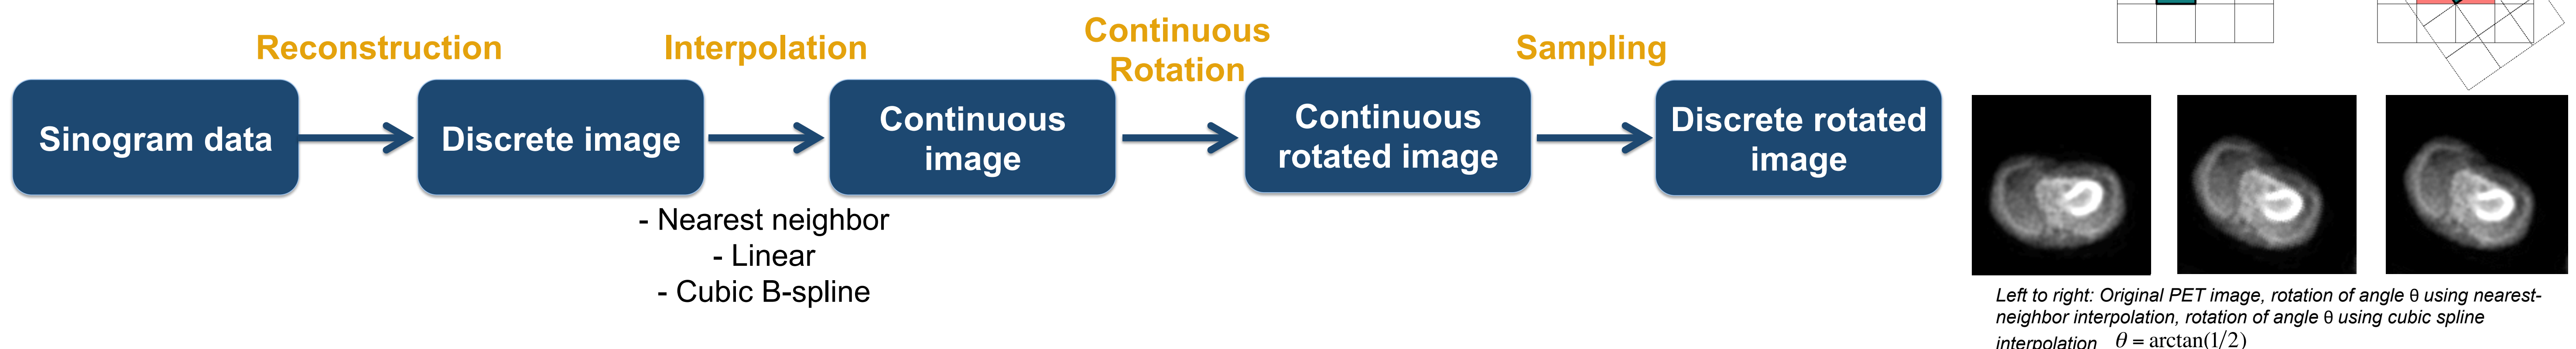 Reconstruction
Interpolation
Continuous
Rotation
Sampling
Sinogram data
Discrete image
Continuous
image
Continuous
rotated image
Discrete rotated
image
- Nearest neighbor
- Linear
- Cubic B-spline
Left to right: Original PET image, rotation of angle θ using nearest-
neighbor interpolation, rotation of angle θ using cubic spline
interpolation θ = arctan(1/2)